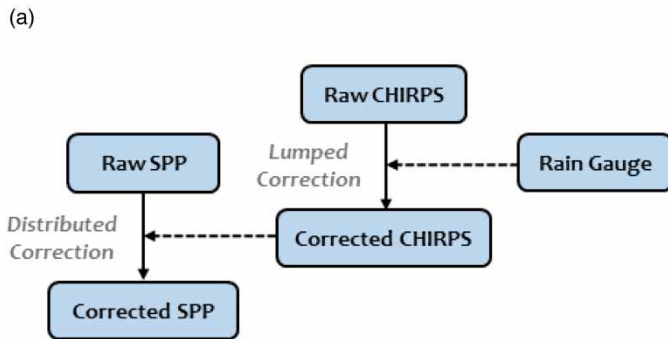 (a)
Raw CHIRPS
Raw SPP
Lumped
Correction
Rain Gauge
Distributed
Correction
Corrected CHIRPS
Corrected SPP